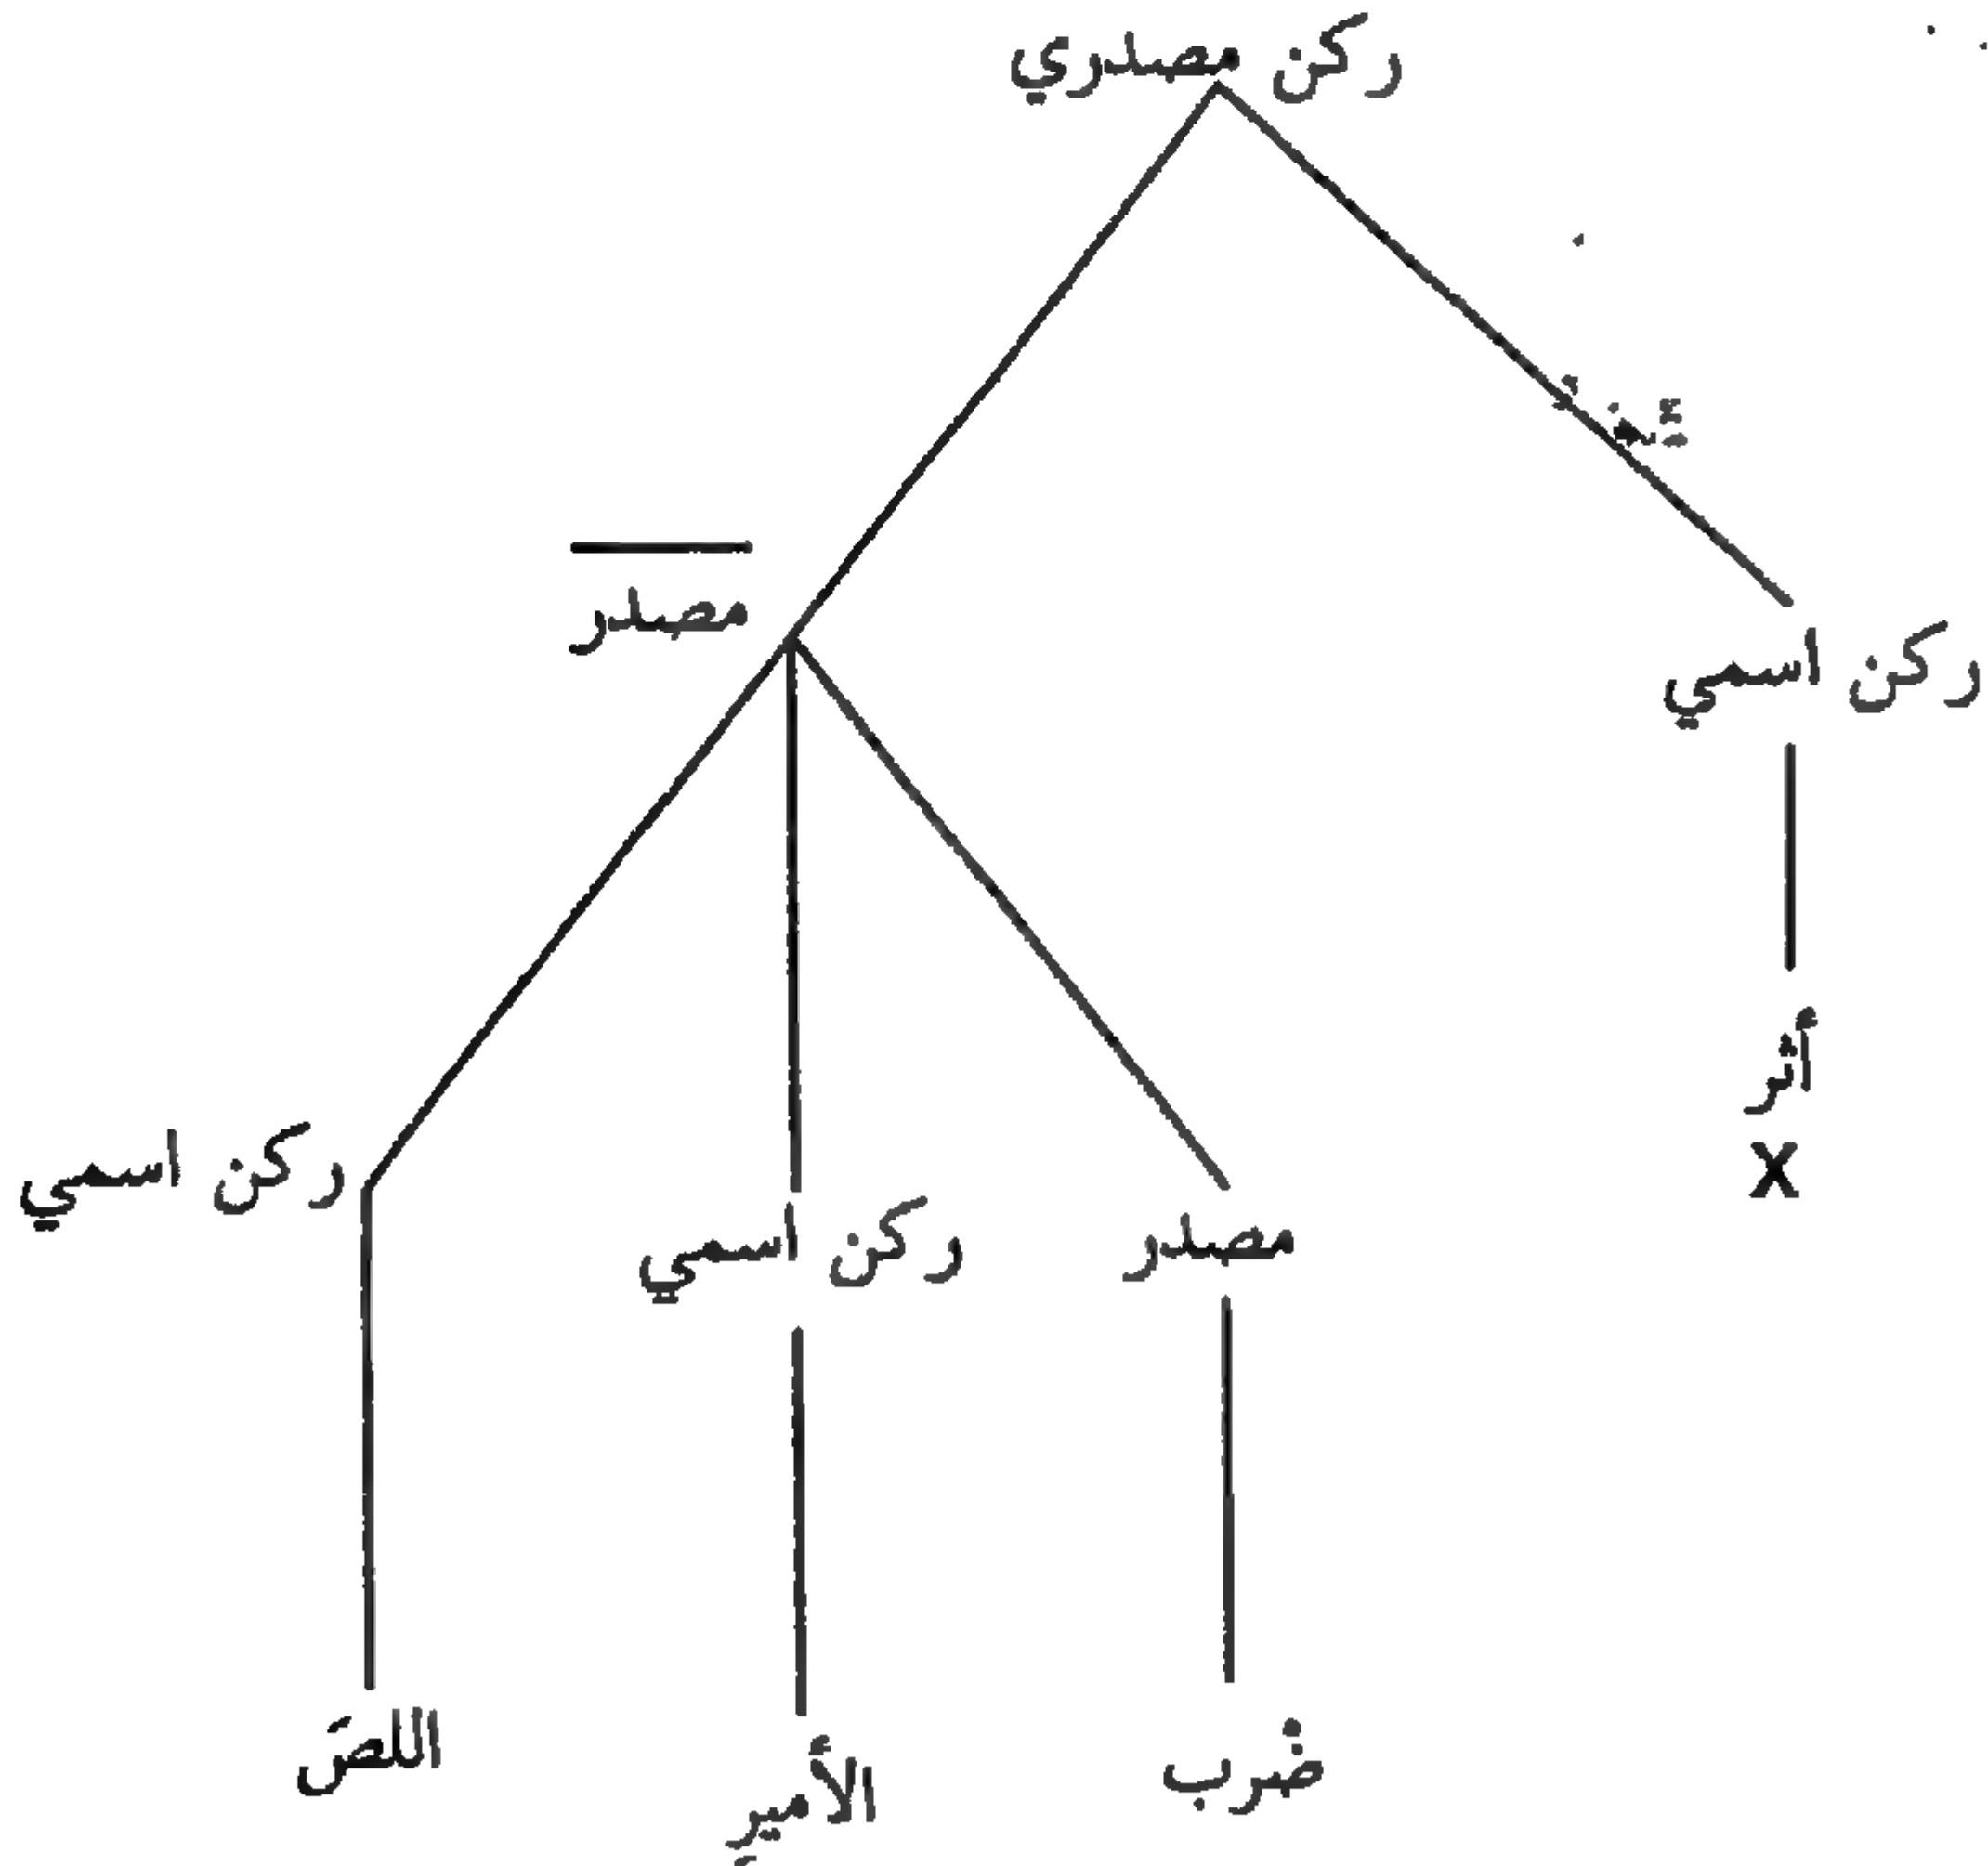 ركن مصدري
مصدر
ركن اسمي
أثر
X
مصدر
ركن اسمي
ركن اسمي
ضرب
الأميرِ
اللصّ